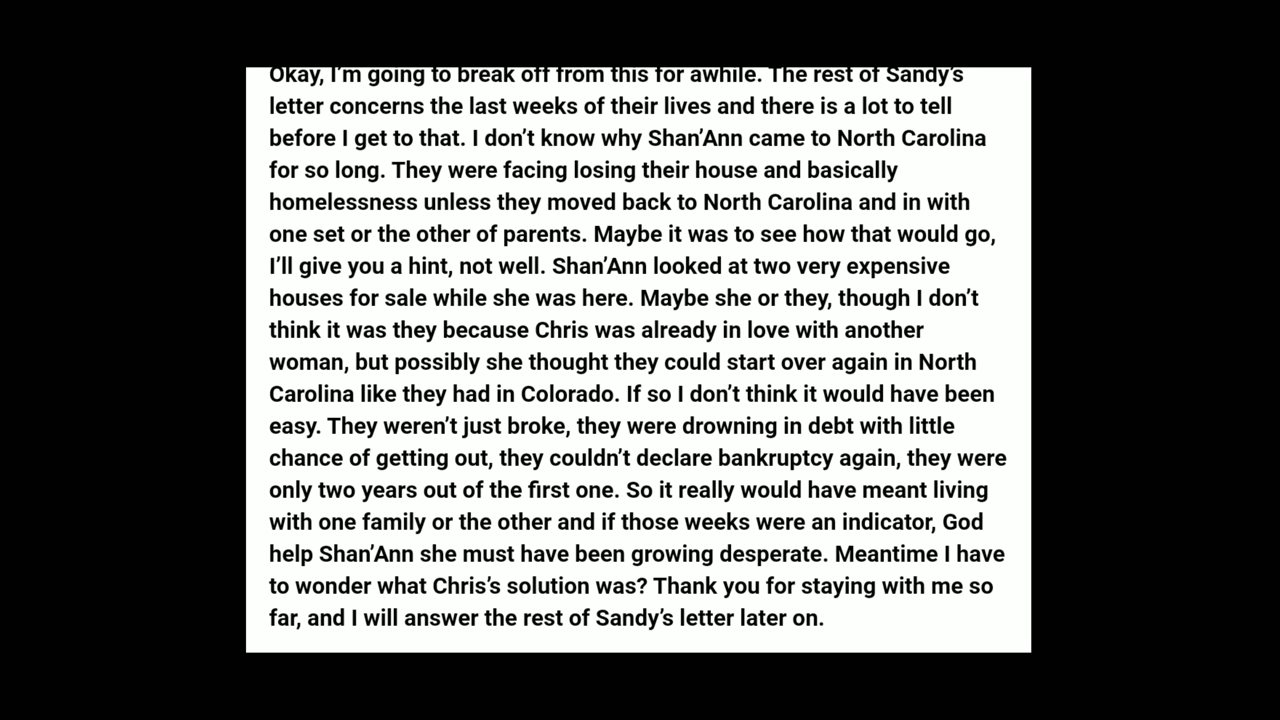 Okay, I’m going to break off from this for awhile. The rest of Sandy’s
letter concerns the last weeks of their lives and there is a lot to tell
before I get to that. I don’t know why Shan’Ann came to North Carolina
for so long. They were facing losing their house and basically
homelessness unless they moved back to North Carolina and in with
one set or the other of parents. Maybe it was to see how that would go,
I’ll give you a hint, not well. Shan’Ann looked at two very expensive
houses for sale while she was here. Maybe she or they, though I don’t
think it was they because Chris was already in love with another
woman, but possibly she thought they could start over again in North
Carolina like they had in Colorado. If so I don’t think it would have been
easy. They weren’t just broke, they were drowning in debt with little
chance of getting out, they couldn’t declare bankruptcy again, they were
only two years out of the first one. So it really would have meant living
with one family or the other and if those weeks were an indicator, God
help Shan’Ann she must have been growing desperate. Meantime I have
to wonder what Chris’s solution was? Thank you for staying with me so
far, and I will answer the rest of Sandy’s letter later on.